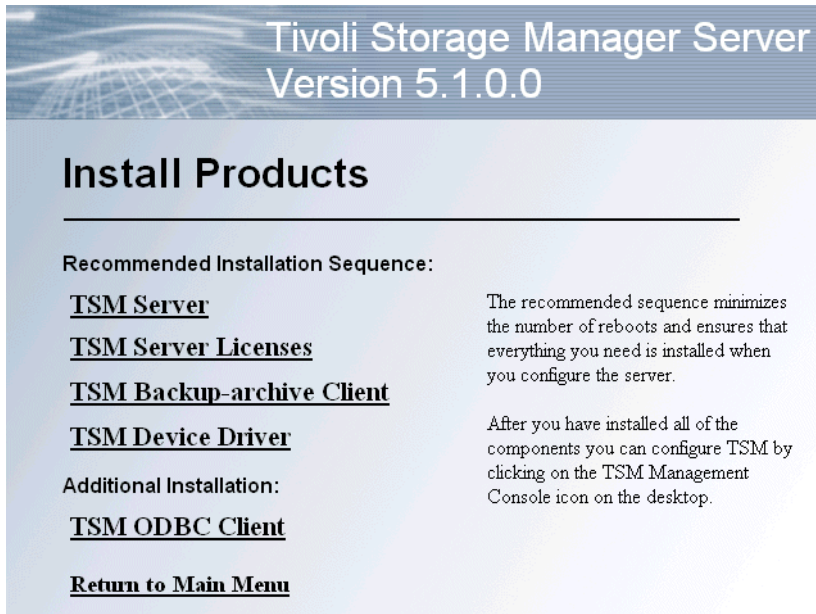 Tivoli Storage Manager Server
Version 5.1.0.0
Install Products
Recommended Installation Sequence:
TSM Server
TSM Server Licenses
TSM Backup-archive Client
TSM Device Driver
Additional Installation:
TSM ODBC Client
Return to Main Menu
The recommended sequence minimizes
the number of reboots and ensures that
everything you need is installed when
you configure the server.
After you have installed all of the
components you can configure TSM by
clicking on the TSM Management
Console icon on the desktop.